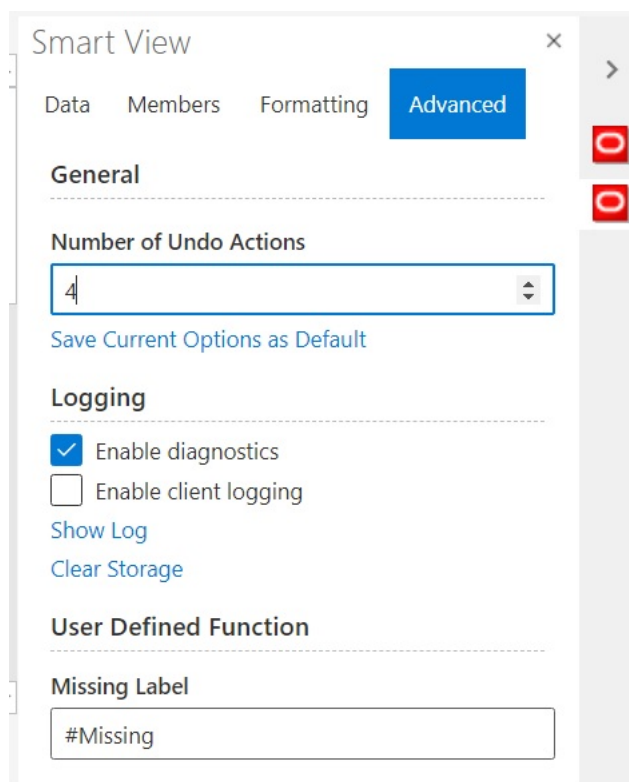 Smart View
Data Members Formatting Advanced
General
Number of Undo Actions
4
Save Current Options as Default
Logging
Enable diagnostics
Enable client logging
Show Log
Clear Storage
User Defined Function
Missing Label
#Missing